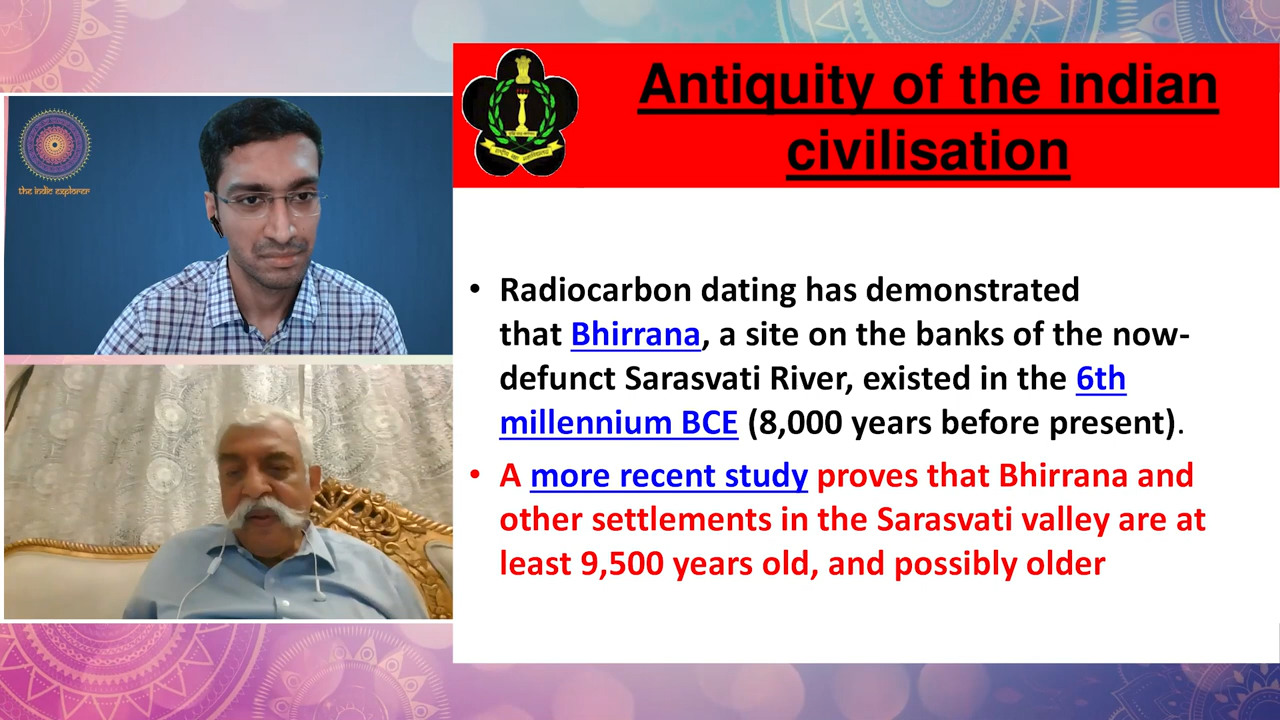 the indic explorer
Antiquity of the indian
civilisation
• Radiocarbon dating has demonstrated
that Bhirrana, a site on the banks of the now-
defunct Sarasvati River, existed in the 6th
millennium BCE (8,000 years before present).
• A more recent study proves that Bhirrana and
other settlements in the Sarasvati valley are at
least 9,500 years old, and possibly older